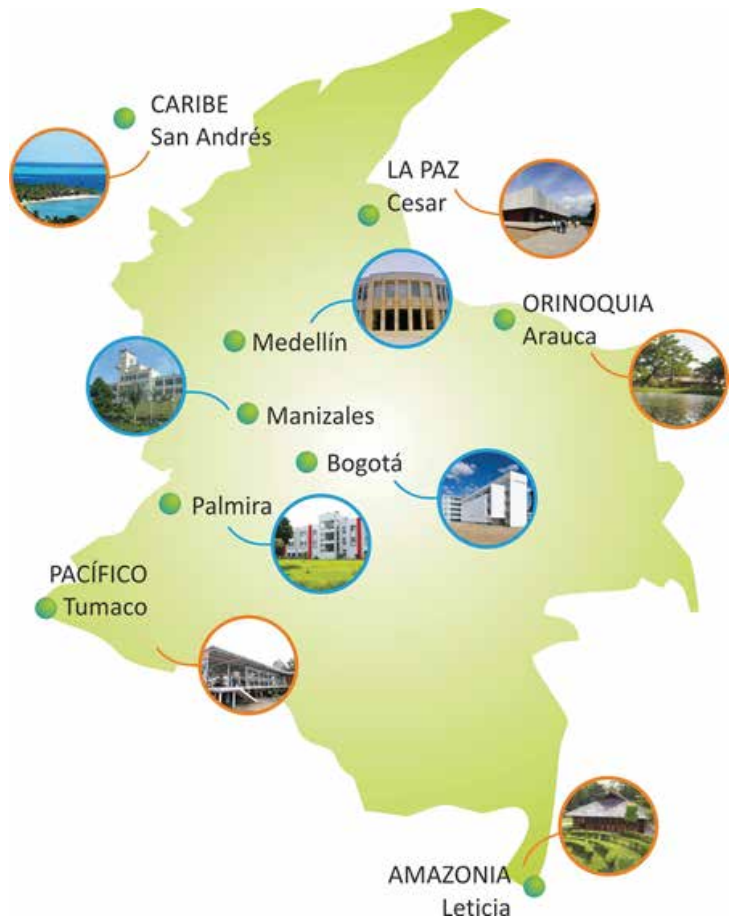 CARIBE
San Andrés
LA PAZ
Cesar
ORINOQUIA
Arauca
Medellín
Manizales
Bogotá
Palmira
PACÍFICO
Tumaco
AMAZONIA
Leticia